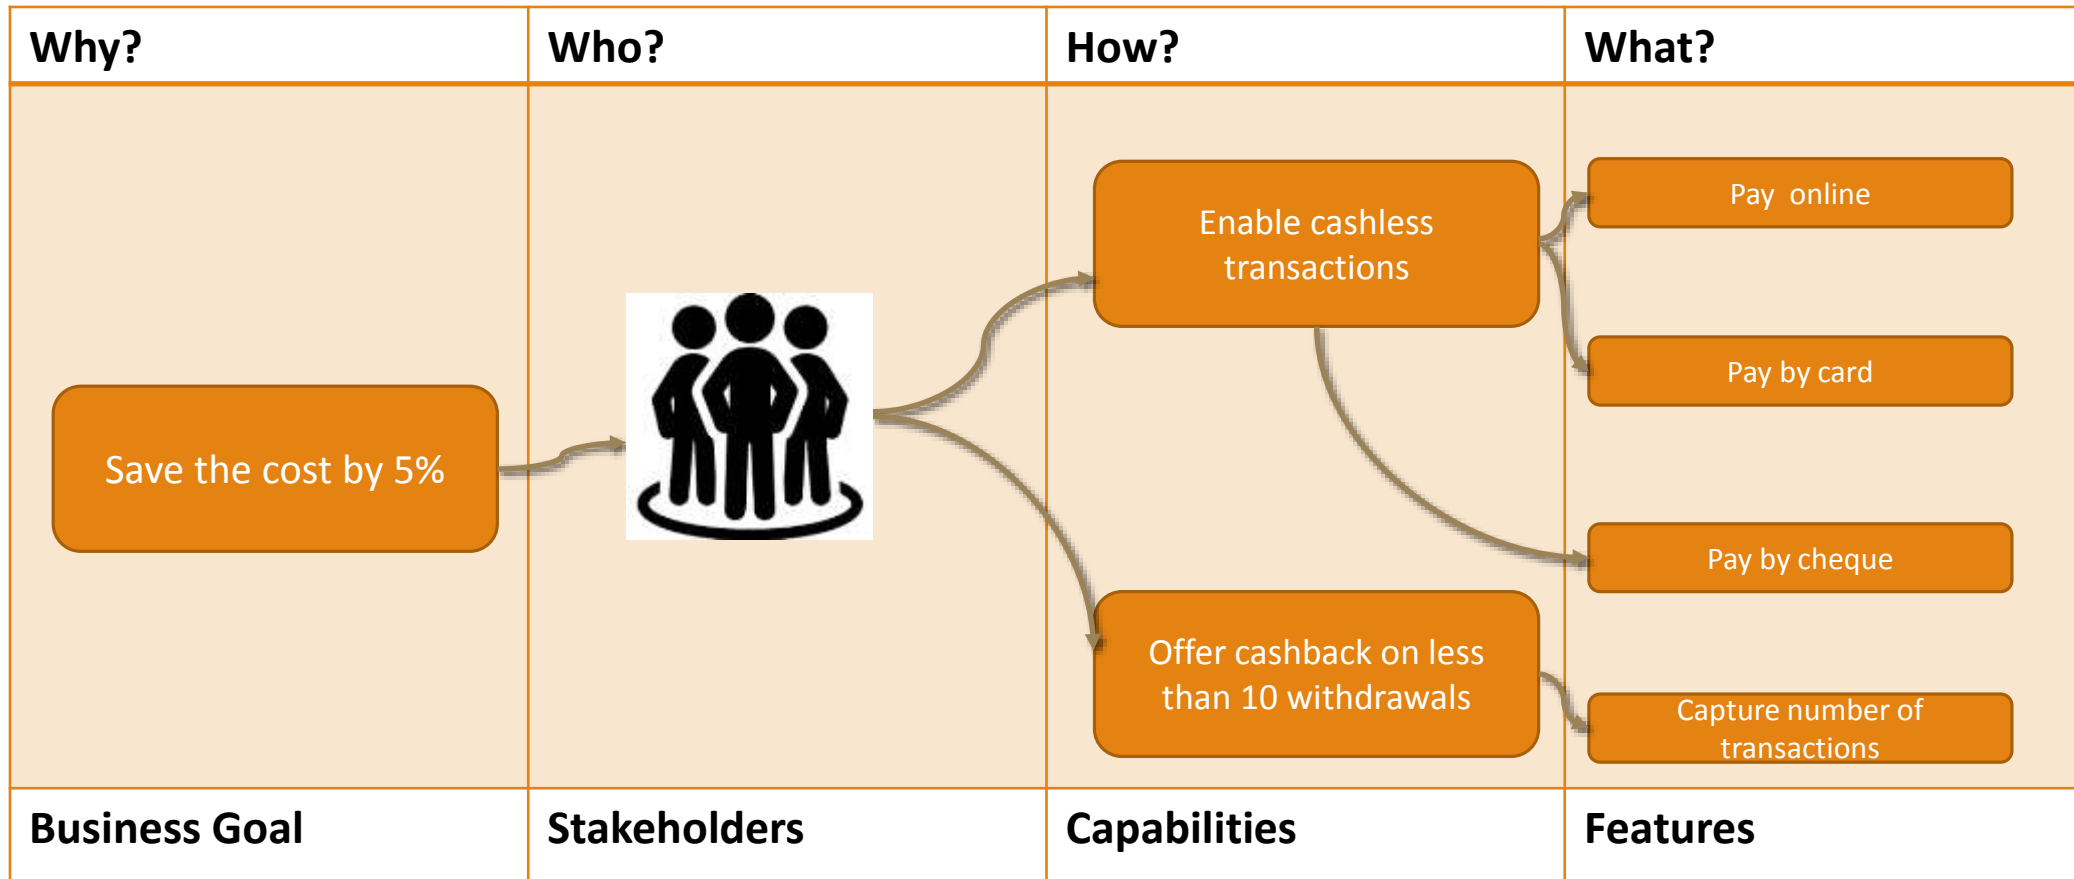 Why?
Who?
How?
What?
Save the cost by 5%
Enable cashless
transactions
Offer cashback on less
than 10 withdrawals
Pay  online
Pay by card
Pay by cheque
Capture number of
transactions
Business Goal
Stakeholders
Capabilities
Features